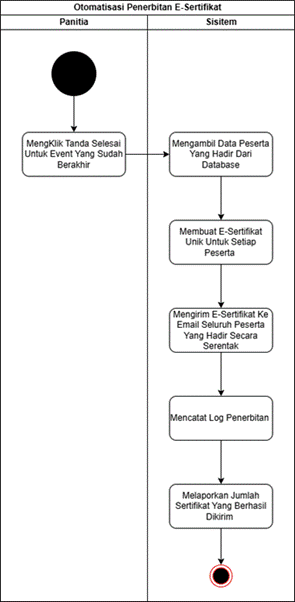 Otomatisasi Penerbitan E-Sertifikat
Panitia
Sisitem
MengKlik Tanda Selesai
Untuk Event Yang Sudah
Berakhir
Mengambil Data Peserta
Yang Hadir Dari
Database
Membuat E-Sertifikat
Unik Untuk Setiap
Peserta
Mengirim E-Sertifikat Ke
Email Seluruh Peserta
Yang Hadir Secara
Serentak
Mencatat Log Penerbitan
Melaporkan Jumlah
Sertifikat Yang Berhasil
Dikirim